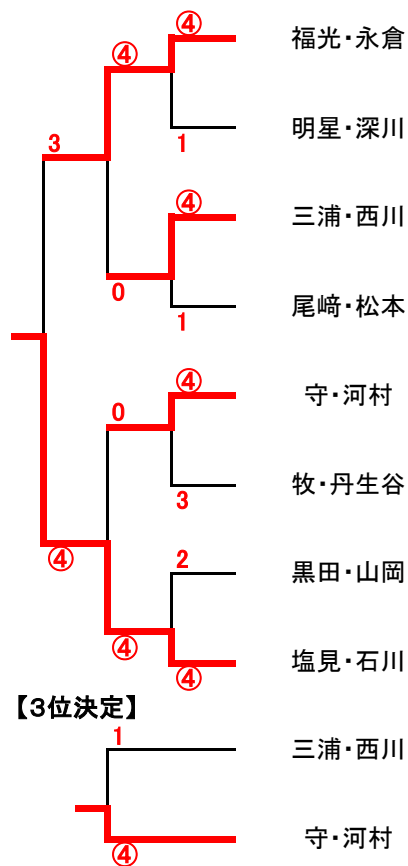 ④ 福光・永倉
④
明星・深川
3 1
④ 三浦・西川
0 尾﨑・松本
1
④
0 守・河村
3 牧・丹生谷
2 黒田・山岡
④
④ 塩見・石川
④
【3位決定】
1 三浦・西川
守・河村
④